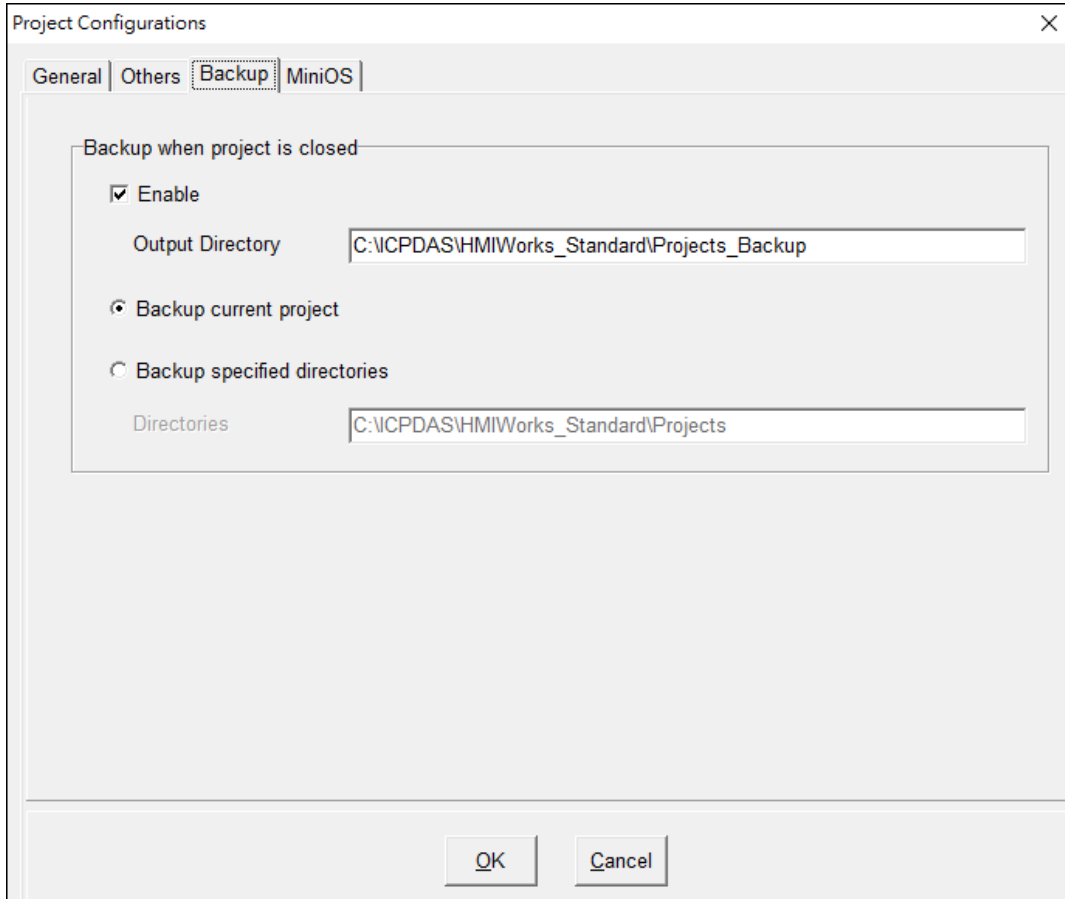 Project Configurations
General Others Backup MiniOS
Backup when project is closed
Enable
Output Directory C:\ICPDAS\HMIWorks_Standard\Projects_Backup
Backup current project
Backup specified directories
Directories C:\ICPDAS\HMIWorks_Standard\Projects
OK Cancel